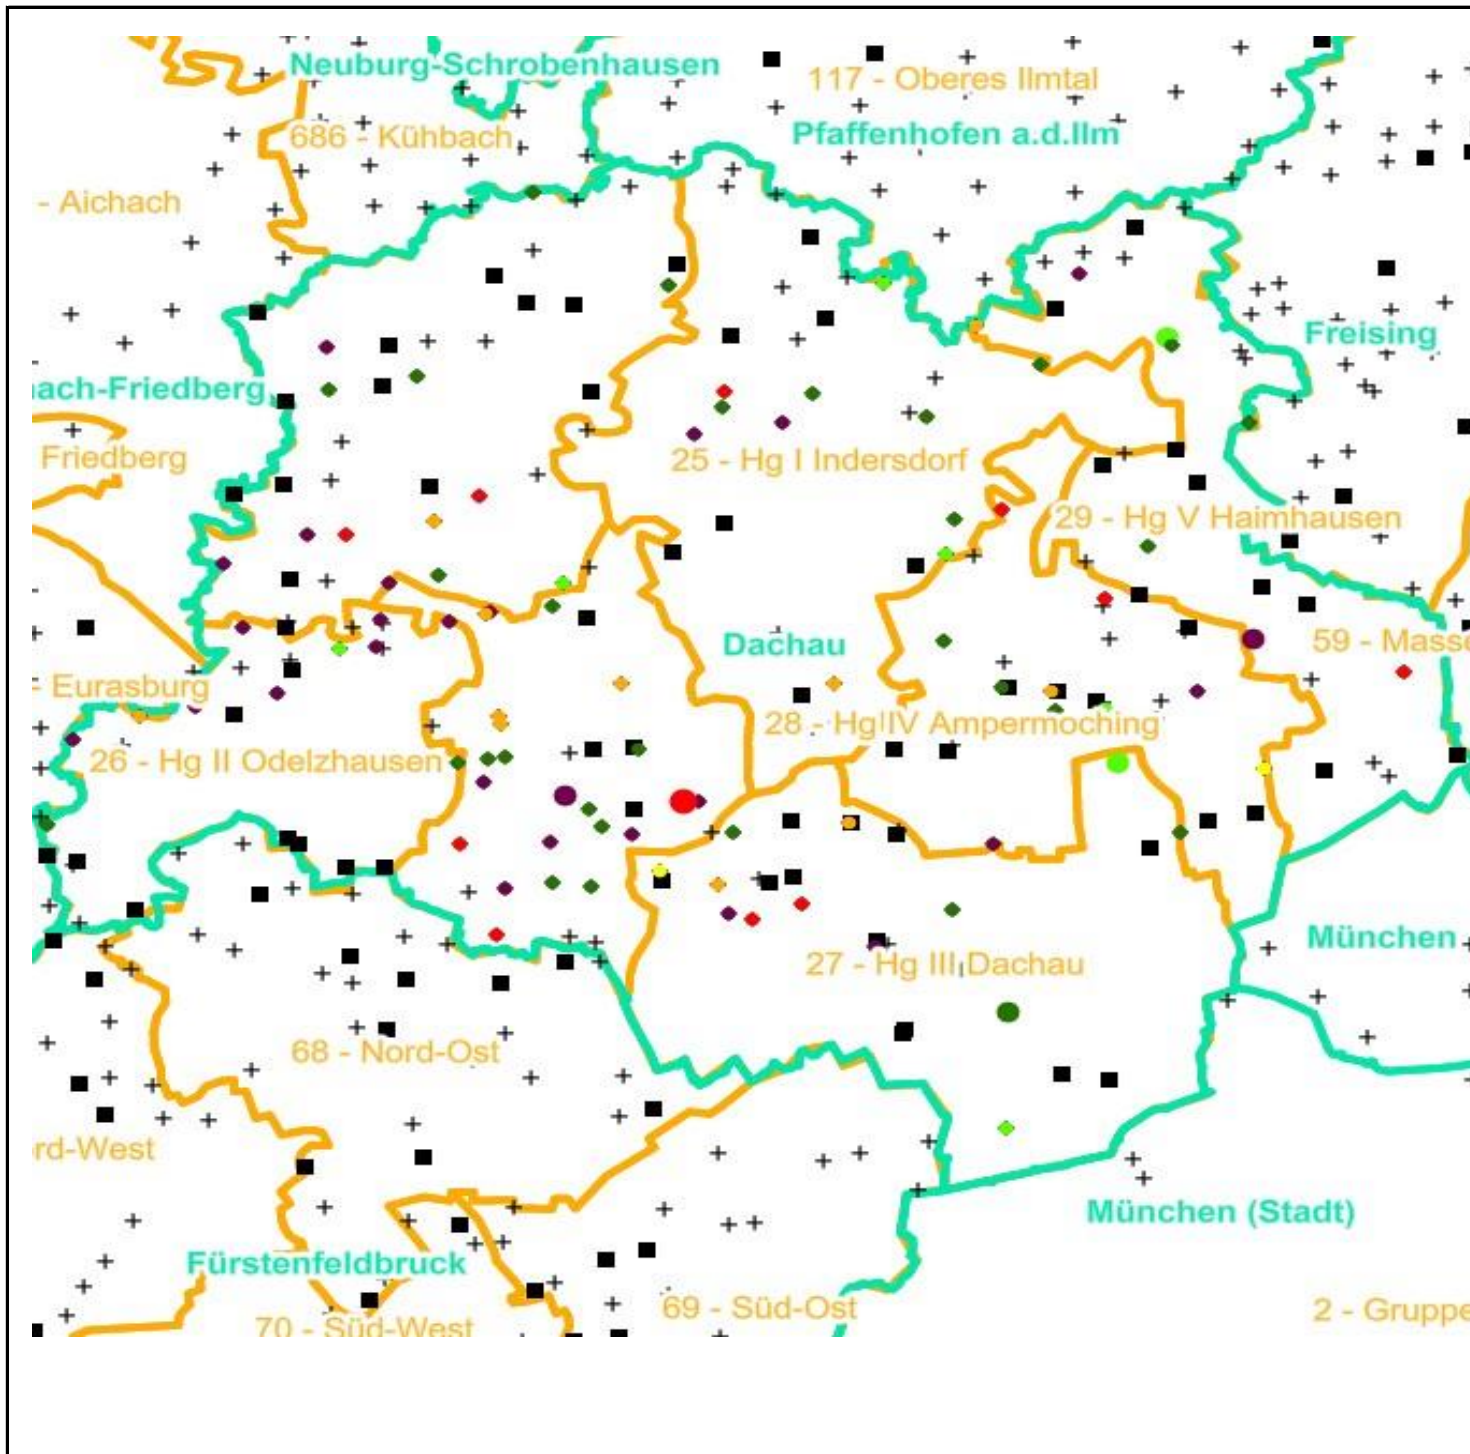 Neuburg-Schrobenhausen
117 - Oberes Ilmtal
686 - Kühbach
Pfaffenhofen a.d.Ilm
- Aichach
Freising
ach-Friedberg
Friedberg
25 - Hg I Indersdorf
29 - Hg V Haimhausen
Dachau
59 - Masse
- Eurasburg
28 - Hg IV Ampermoching
26 - Hg II Odelzhausen
München
27 - Hg III Dachau
68 - Nord-Ost
rd-West
München (Stadt)
Fürstenfeldbruck
69 - Süd-Ost
2 - Gruppe
70 - Süd-West